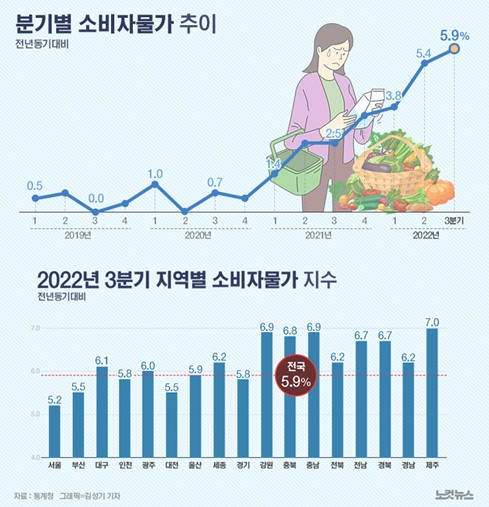 분기별 소비자물가 추이
전년동기대비
5.9%
5.4
3.8
2.5
1.4
1.0
0.7
0.5
0.0
1 2 3 4 1 2 3 4 1 2 3 4 1 2 3분기
2019년 2020년 2021년 2022년
2022년 3분기 지역별 소비자물가 지수
전년동기대비
7.0
6.0
5.0
4.0
5.2 5.5 6.1 5.8 6.0 5.5 5.9 6.2 5.8 6.9 6.8 6.9 6.2 6.7 6.7 6.2 7.0
전국
5.9%
서울 부산 대구 인천 광주 대전 울산 세종 경기 강원 충북 충남 전북 전남 경북 경남 제주
자료 : 통계청 그래픽=김성기 기자
노컷뉴스